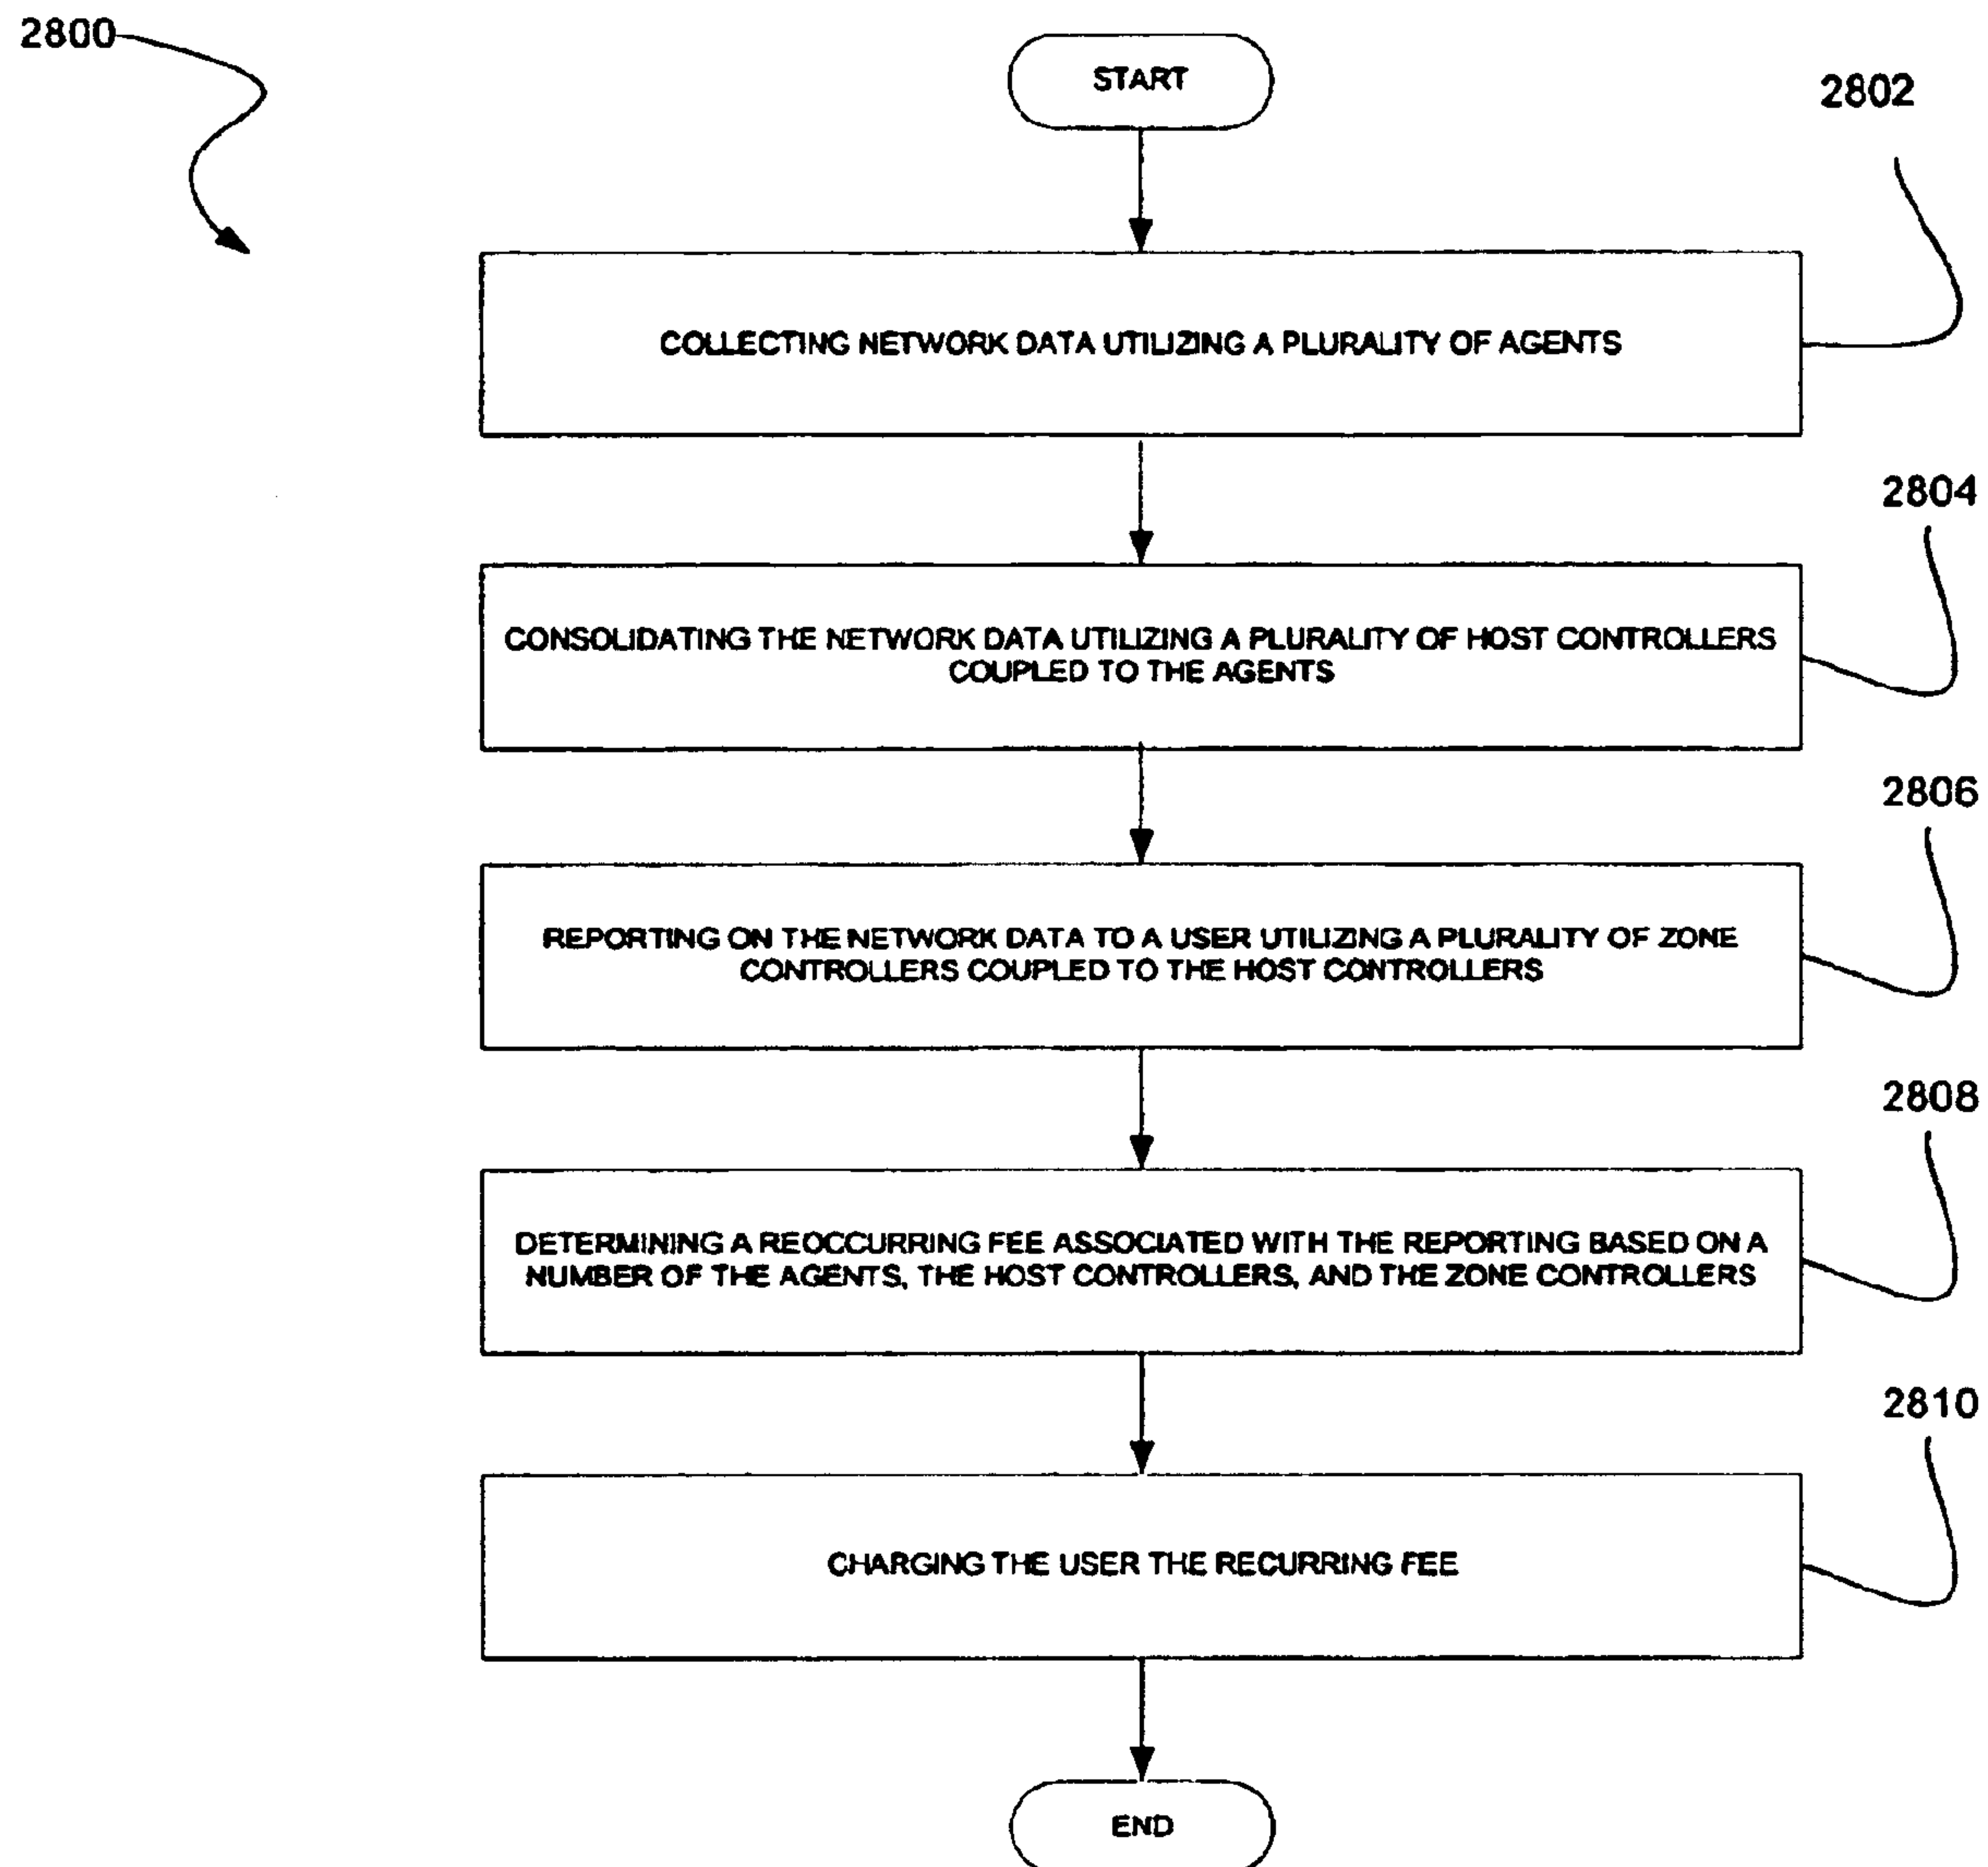 2800
START
2802
COLLECTING NETWORK DATA UTILIZING A PLURALITY OF AGENTS
2804
CONSOLIDATING THE NETWORK DATA UTILIZING A PLURALITY OF HOST CONTROLLERS
COUPLED TO THE AGENTS
2806
REPORTING ON THE NETWORK DATA TO A USER UTILIZING A PLURALITY OF ZONE
CONTROLLERS COUPLED TO THE HOST CONTROLLERS
2808
DETERMINING A REOCCURRING FEE ASSOCIATED WITH THE REPORTING BASED ON A
NUMBER OF THE AGENTS, THE HOST CONTROLLERS, AND THE ZONE CONTROLLERS
2810
CHARGING THE USER THE RECURRING FEE
END